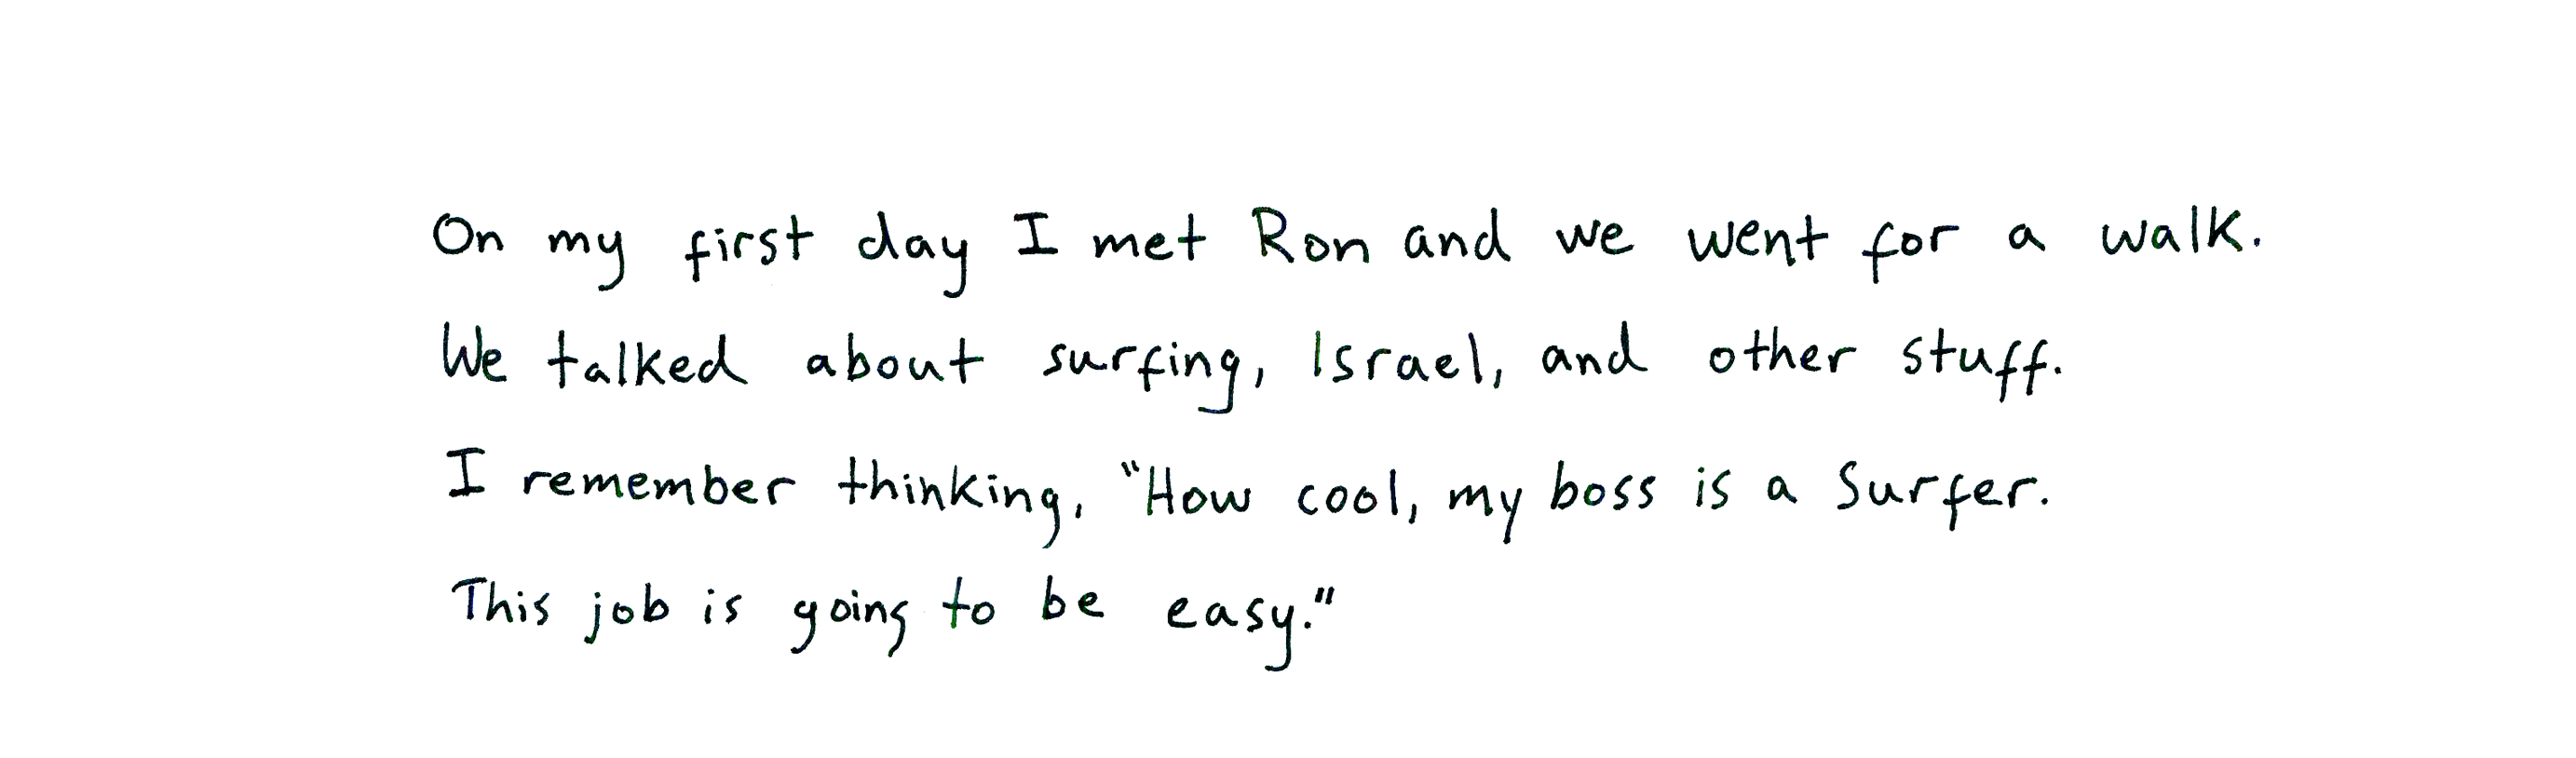 On my first day I met Ron and we went for a walk.
We talked about surfing, Israel, and other stuff.
I remember thinking, "How cool, my boss is a surfer.
This job is going to be easy."